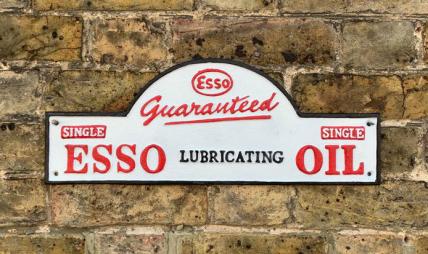 Esso
Guaranteed
SINGLE SINGLE
ESSO LUBRICATING OIL